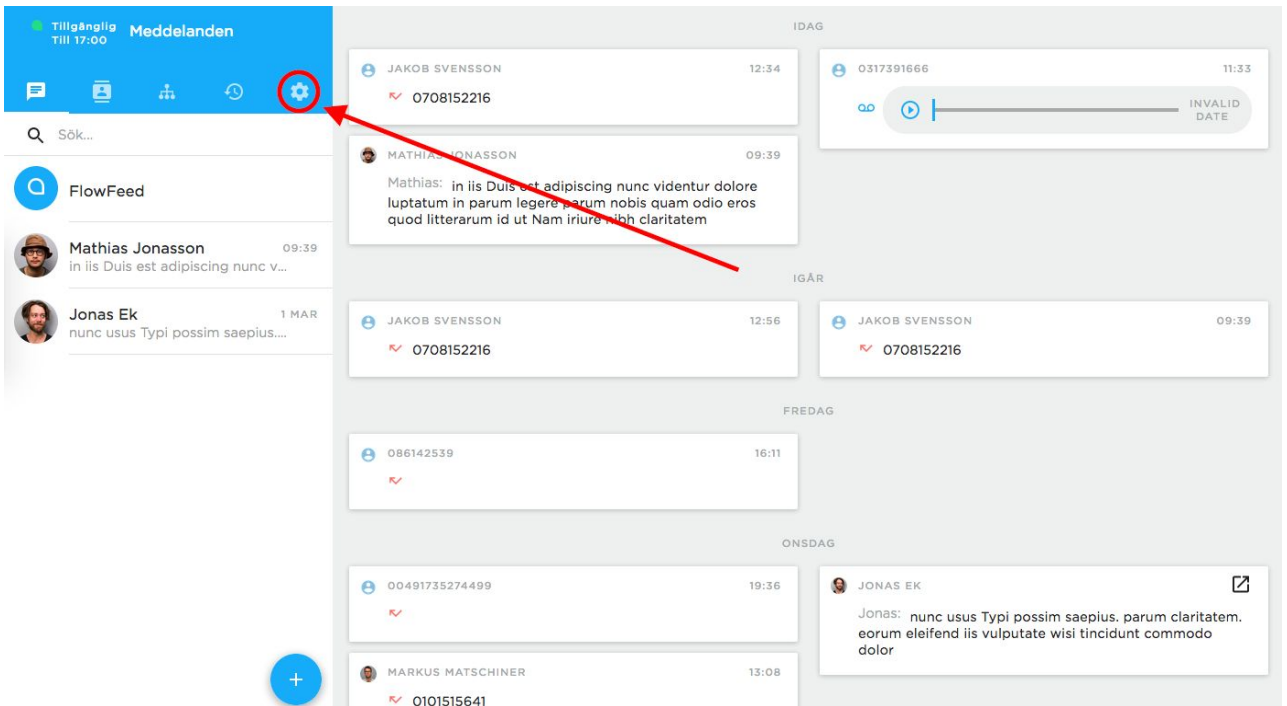 Tillgänglig
Till 17:00
Meddelanden
Sök...
FlowFeed
Mathias Jonasson 09:39
in iis Duis est adipiscing nunc v...
Jonas Ek 1 MAR
nunc usus Typi possim saepius....
+
IDAG
JAKOB SVENSSON 12:34
0708152216
0317391666 11:33
INVALID
DATE
MATHIAS JONASSON 09:39
Mathias: in iis Duis est adipiscing nunc videntur dolore
luptatum in parum legere parum nobis quam odio eros
quod litterarum id ut Nam iriure nibh claritatem
IGÅR
JAKOB SVENSSON 12:56
0708152216
JAKOB SVENSSON 09:39
0708152216
FREDAG
086142539 16:11
ONSDAG
00491735274499 19:36
JONAS EK
Jonas: nunc usus Typi possim saepius. parum claritatem.
eorum eleifend iis vulputate wisi tincidunt commodo
dolor
MARKUS MATSCHINER 13:08
0101515641